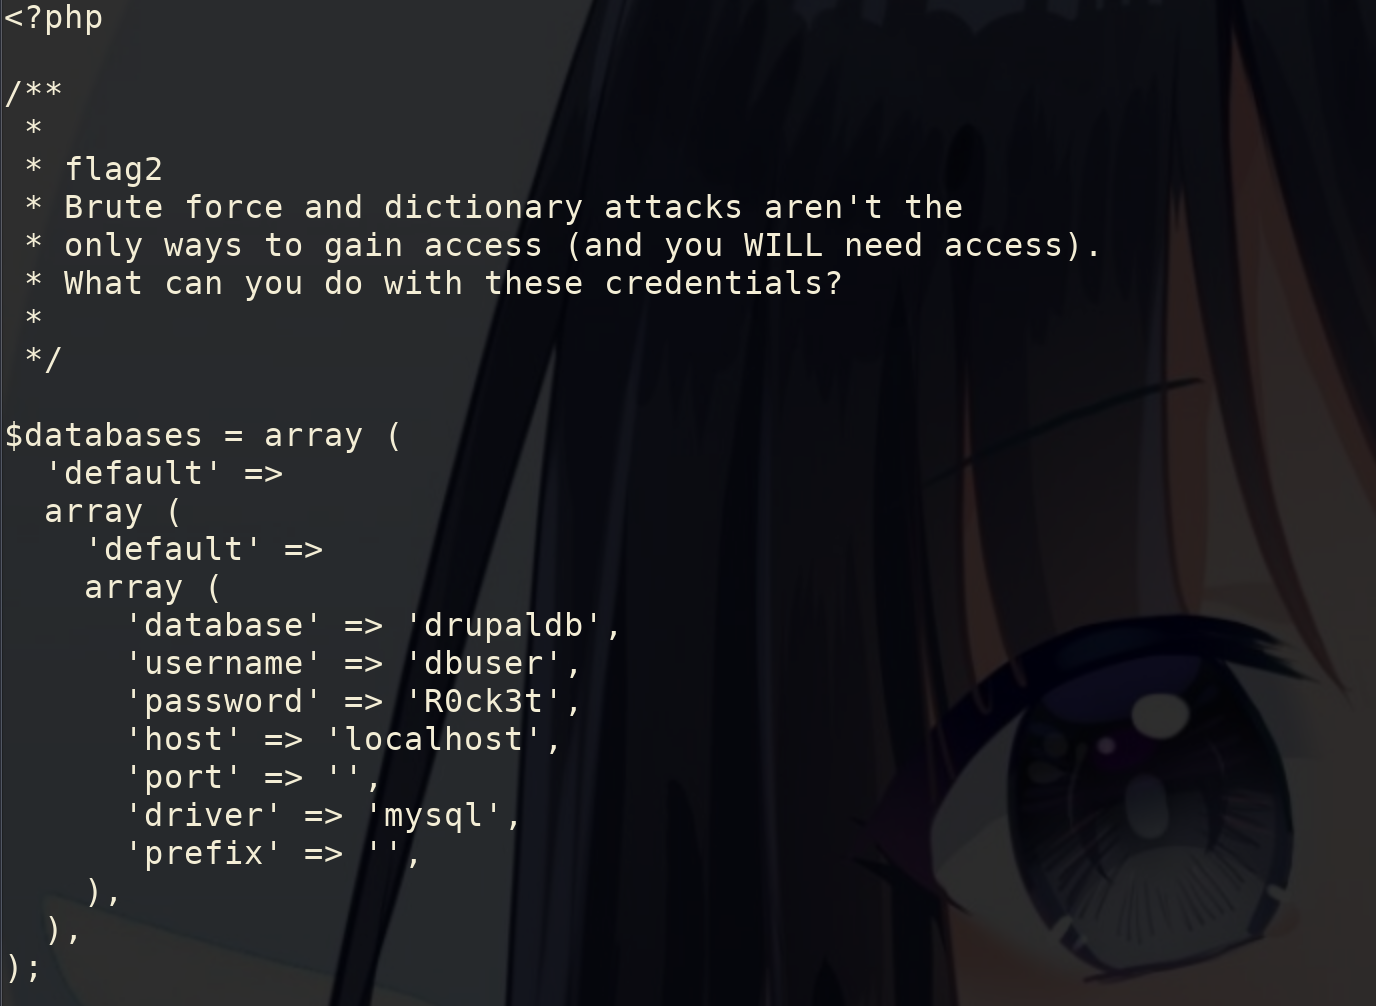 <?php
/**
 *
 * flag2
 * Brute force and dictionary attacks aren't the
 * only ways to gain access (and you WILL need access).
 * What can you do with these credentials?
 *
 */
$databases = array (
  'default' =>
  array (
    'default' =>
    array (
      'database' => 'drupaldb',
      'username' => 'dbuser',
      'password' => 'R0ck3t',
      'host' => 'localhost',
      'port' => '',
      'driver' => 'mysql',
      'prefix' => '',
    ),
  ),
);